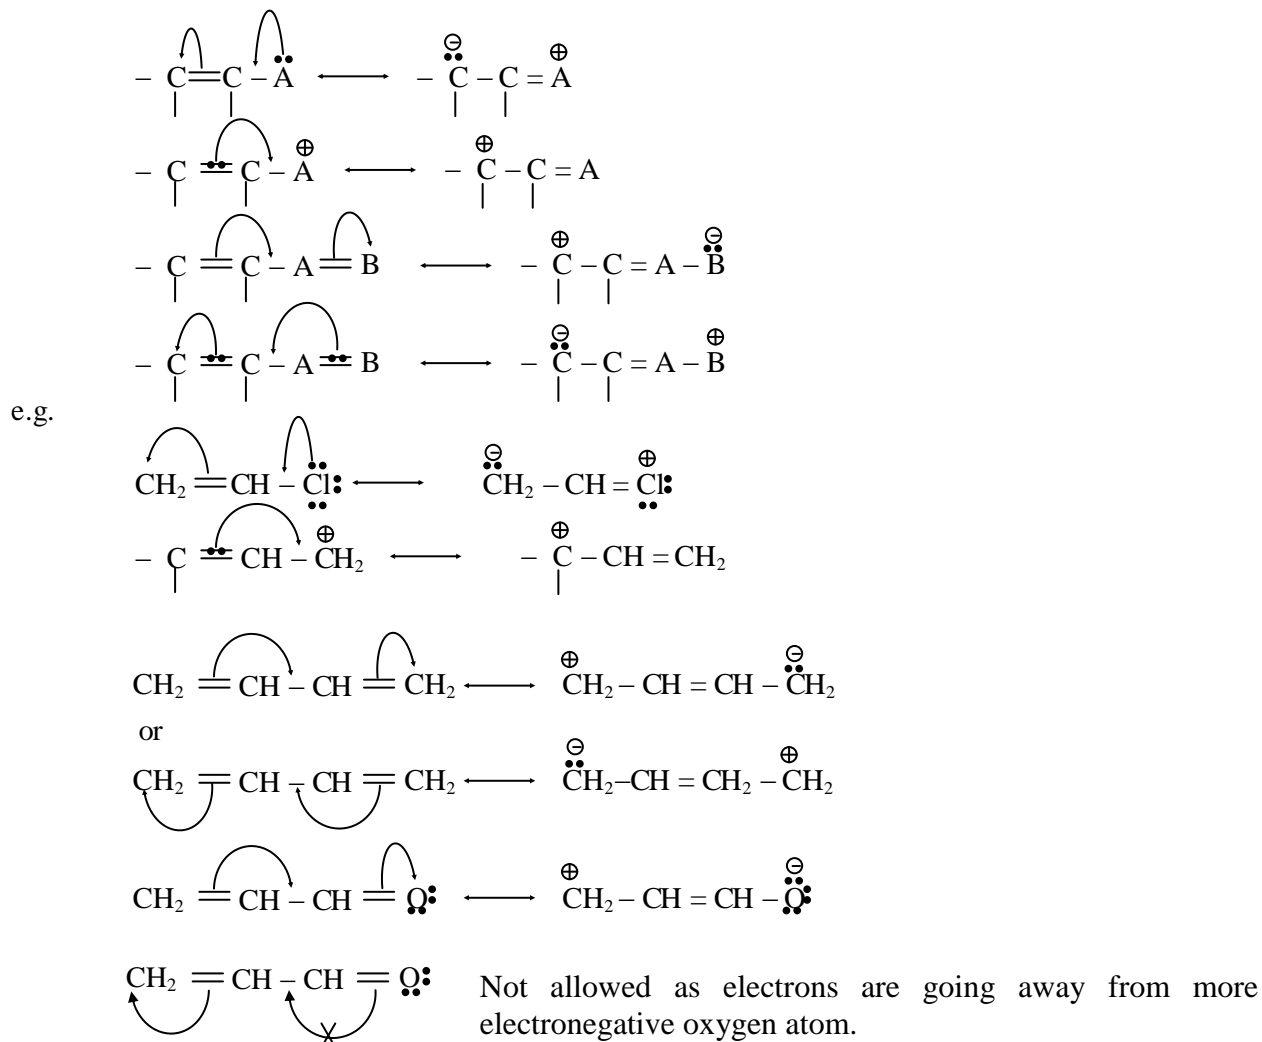 – C = C – Ä ⟷ – C̈⊖ – C = A⊕
– C = C – A⊕ ⟷ – C⊕ – C = A
– C = C – A = B ⟷ – C⊕ – C = A – B̈⊖
– C = C – A = B ⟷ – C̈⊖ – C = A – B⊕
e.g.
CH₂ = CH – Cl ⟷ CH₂⊖ – CH = Cl⊕
– C = CH – CH₂⊕ ⟷ – C⊕ – CH = CH₂
CH₂ = CH – CH = CH₂ ⟷ CH₂⊕ – CH = CH – CH₂⊖
or
CH₂ = CH – CH = CH₂ ⟷ CH₂⊖ – CH = CH₂ – CH₂⊕
CH₂ = CH – CH = O ⟷ CH₂⊕ – CH = CH – O⊖
CH₂ = CH – CH = O Not allowed as electrons are going away from more
electronegative oxygen atom.